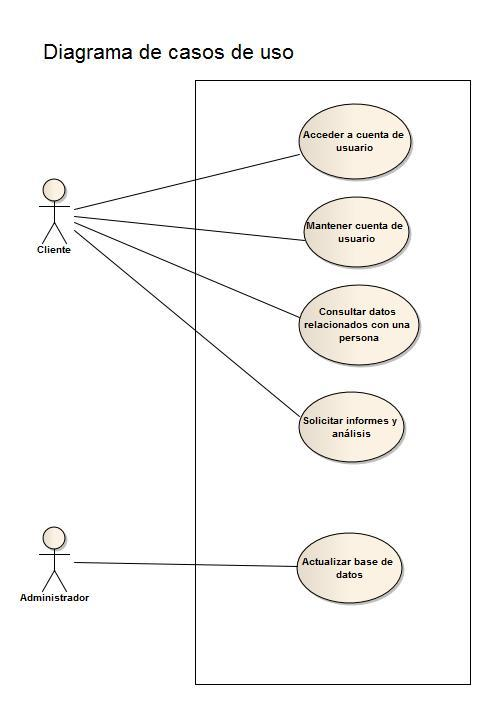 Diagrama de casos de uso
Acceder a cuenta de
usuario
Mantener cuenta de
usuario
Cliente
Consultar datos
relacionados con una
persona
Solicitar informes y
análisis
Actualizar base de
datos
Administrador